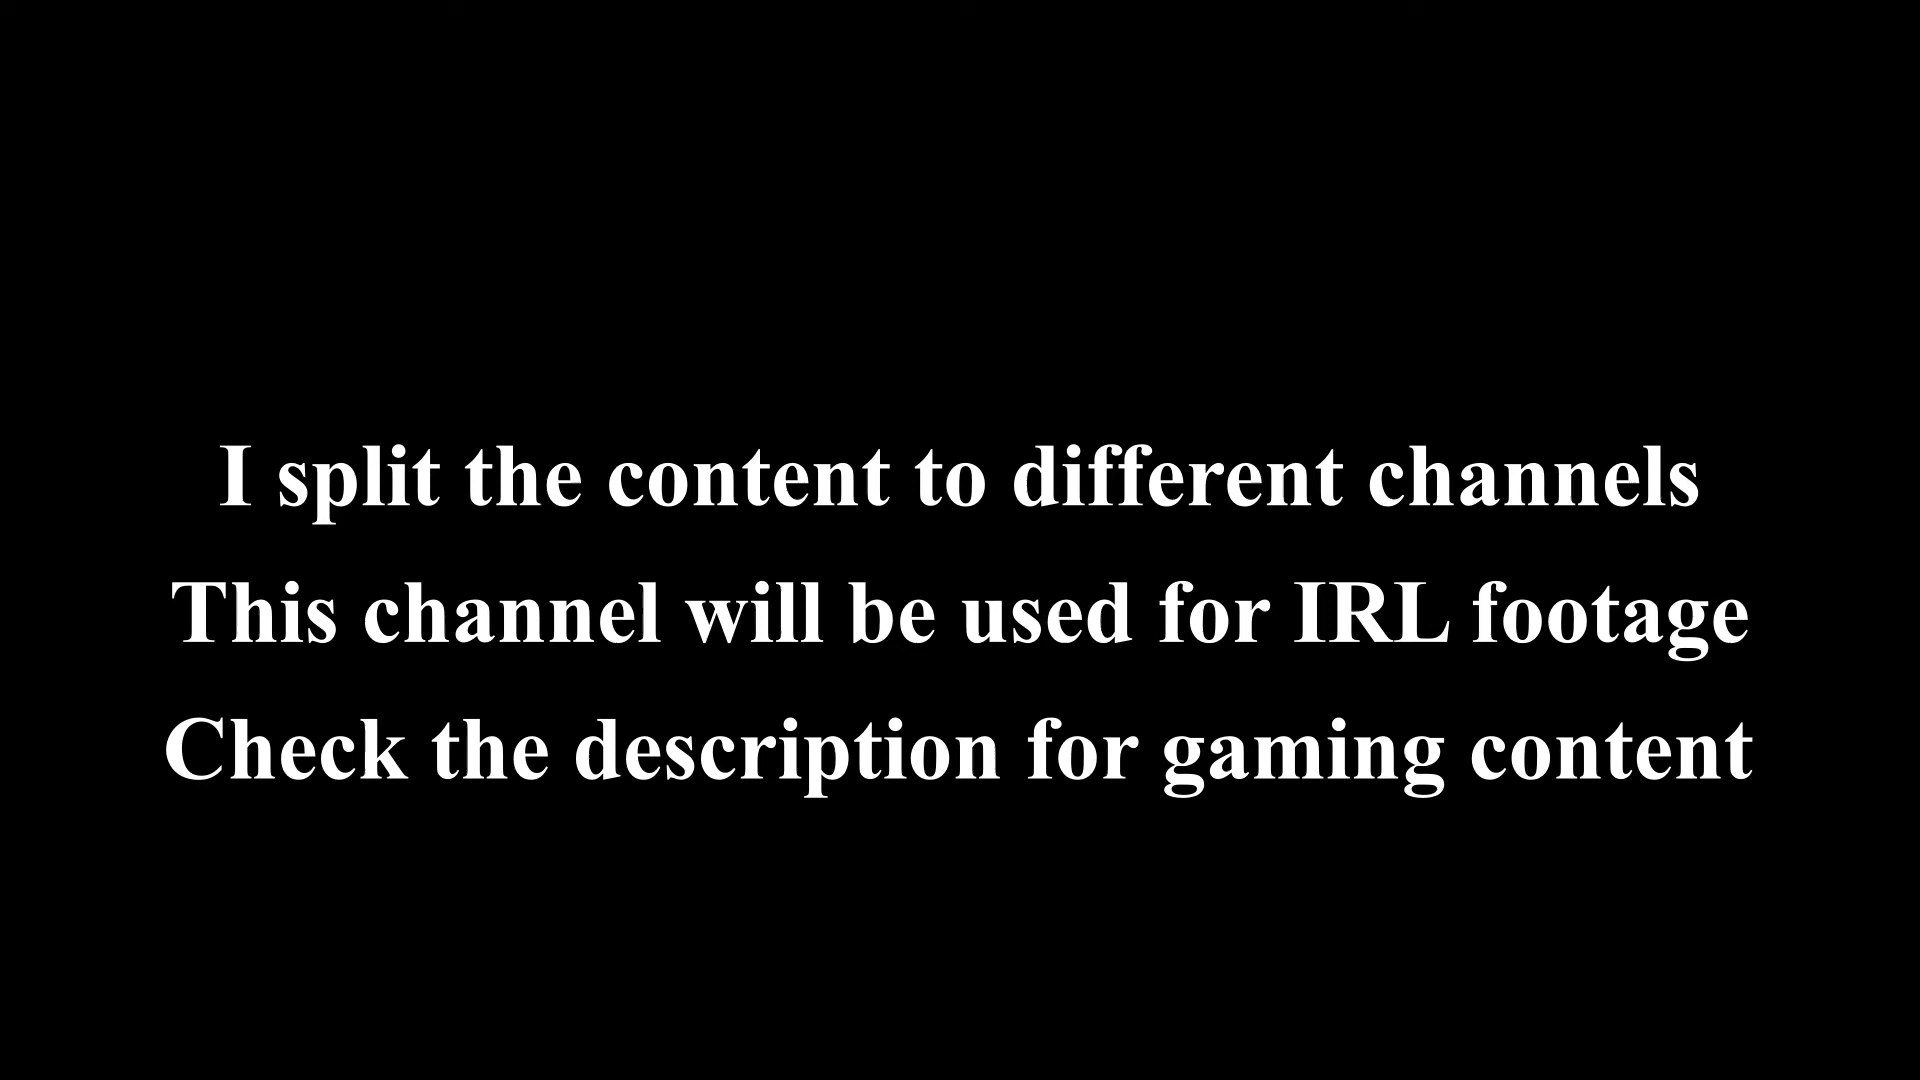 I split the content to different channels
This channel will be used for IRL footage
Check the description for gaming content